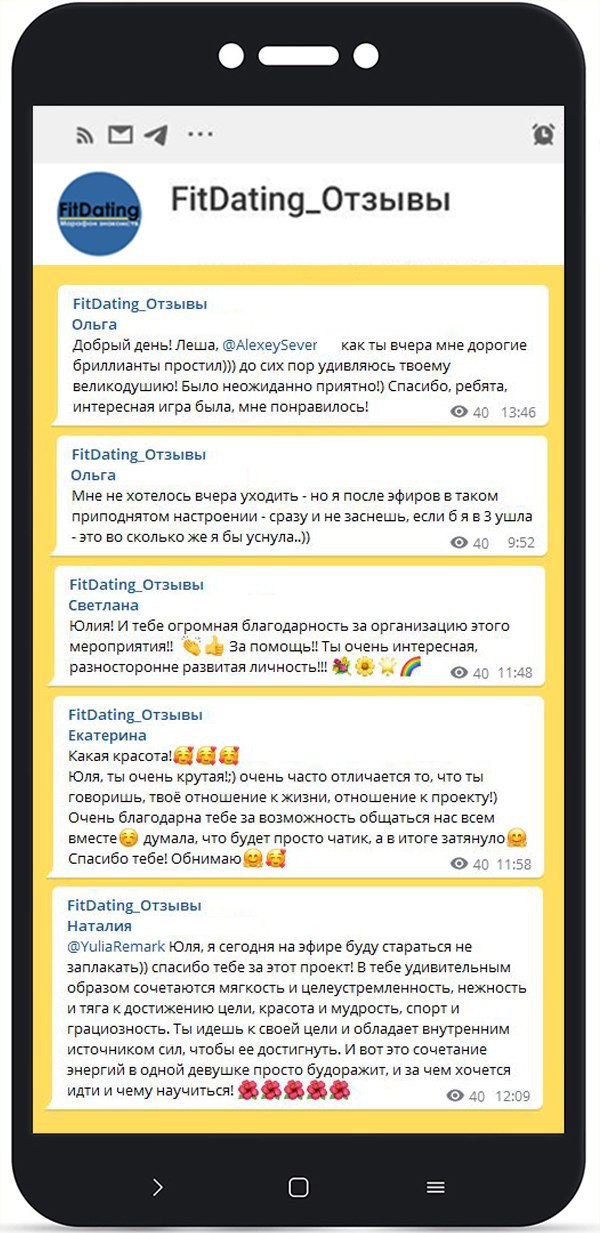 FitDating_Отзывы
FitDating
Марафон знакомств
FitDating_Отзывы
Ольга
Добрый день! Леша, @AlexeySever как ты вчера мне дорогие
бриллианты простил))) до сих пор удивляюсь твоему
великодушию! Было неожиданно приятно!) Спасибо, ребята,
интересная игра была, мне понравилось!
40 13:46
FitDating_Отзывы
Ольга
Мне не хотелось вчера уходить - но я после эфиров в таком
приподнятом настроении - сразу и не заснешь, если б я в 3 ушла
- это во сколько же я бы уснула..))
40 9:52
FitDating_Отзывы
Светлана
Юлия! И тебе огромная благодарность за организацию этого
мероприятия!! 👏👍 За помощь!! Ты очень интересная,
разносторонне развитая личность!!! 💐🌼🌟🌈
40 11:48
FitDating_Отзывы
Екатерина
Какая красота!🥰🥰🥰
Юля, ты очень крутая!;) очень часто отличается то, что ты
говоришь, твоё отношение к жизни, отношение к проекту!)
Очень благодарна тебе за возможность общаться нас всем
вместе☺️ думала, что будет просто чатик, а в итоге затянуло🤗
Спасибо тебе! Обнимаю🤗🥰
40 11:58
FitDating_Отзывы
Наталия
@YuliaRemark Юля, я сегодня на эфире буду стараться не
заплакать)) спасибо тебе за этот проект! В тебе удивительным
образом сочетаются мягкость и целеустремленность, нежность
и тяга к достижению цели, красота и мудрость, спорт и
грациозность. Ты идешь к своей цели и обладает внутренним
источником сил, чтобы ее достигнуть. И вот это сочетание
энергий в одной девушке просто будоражит, и за чем хочется
идти и чему научиться! 🌺🌺🌺🌺🌺
40 12:09